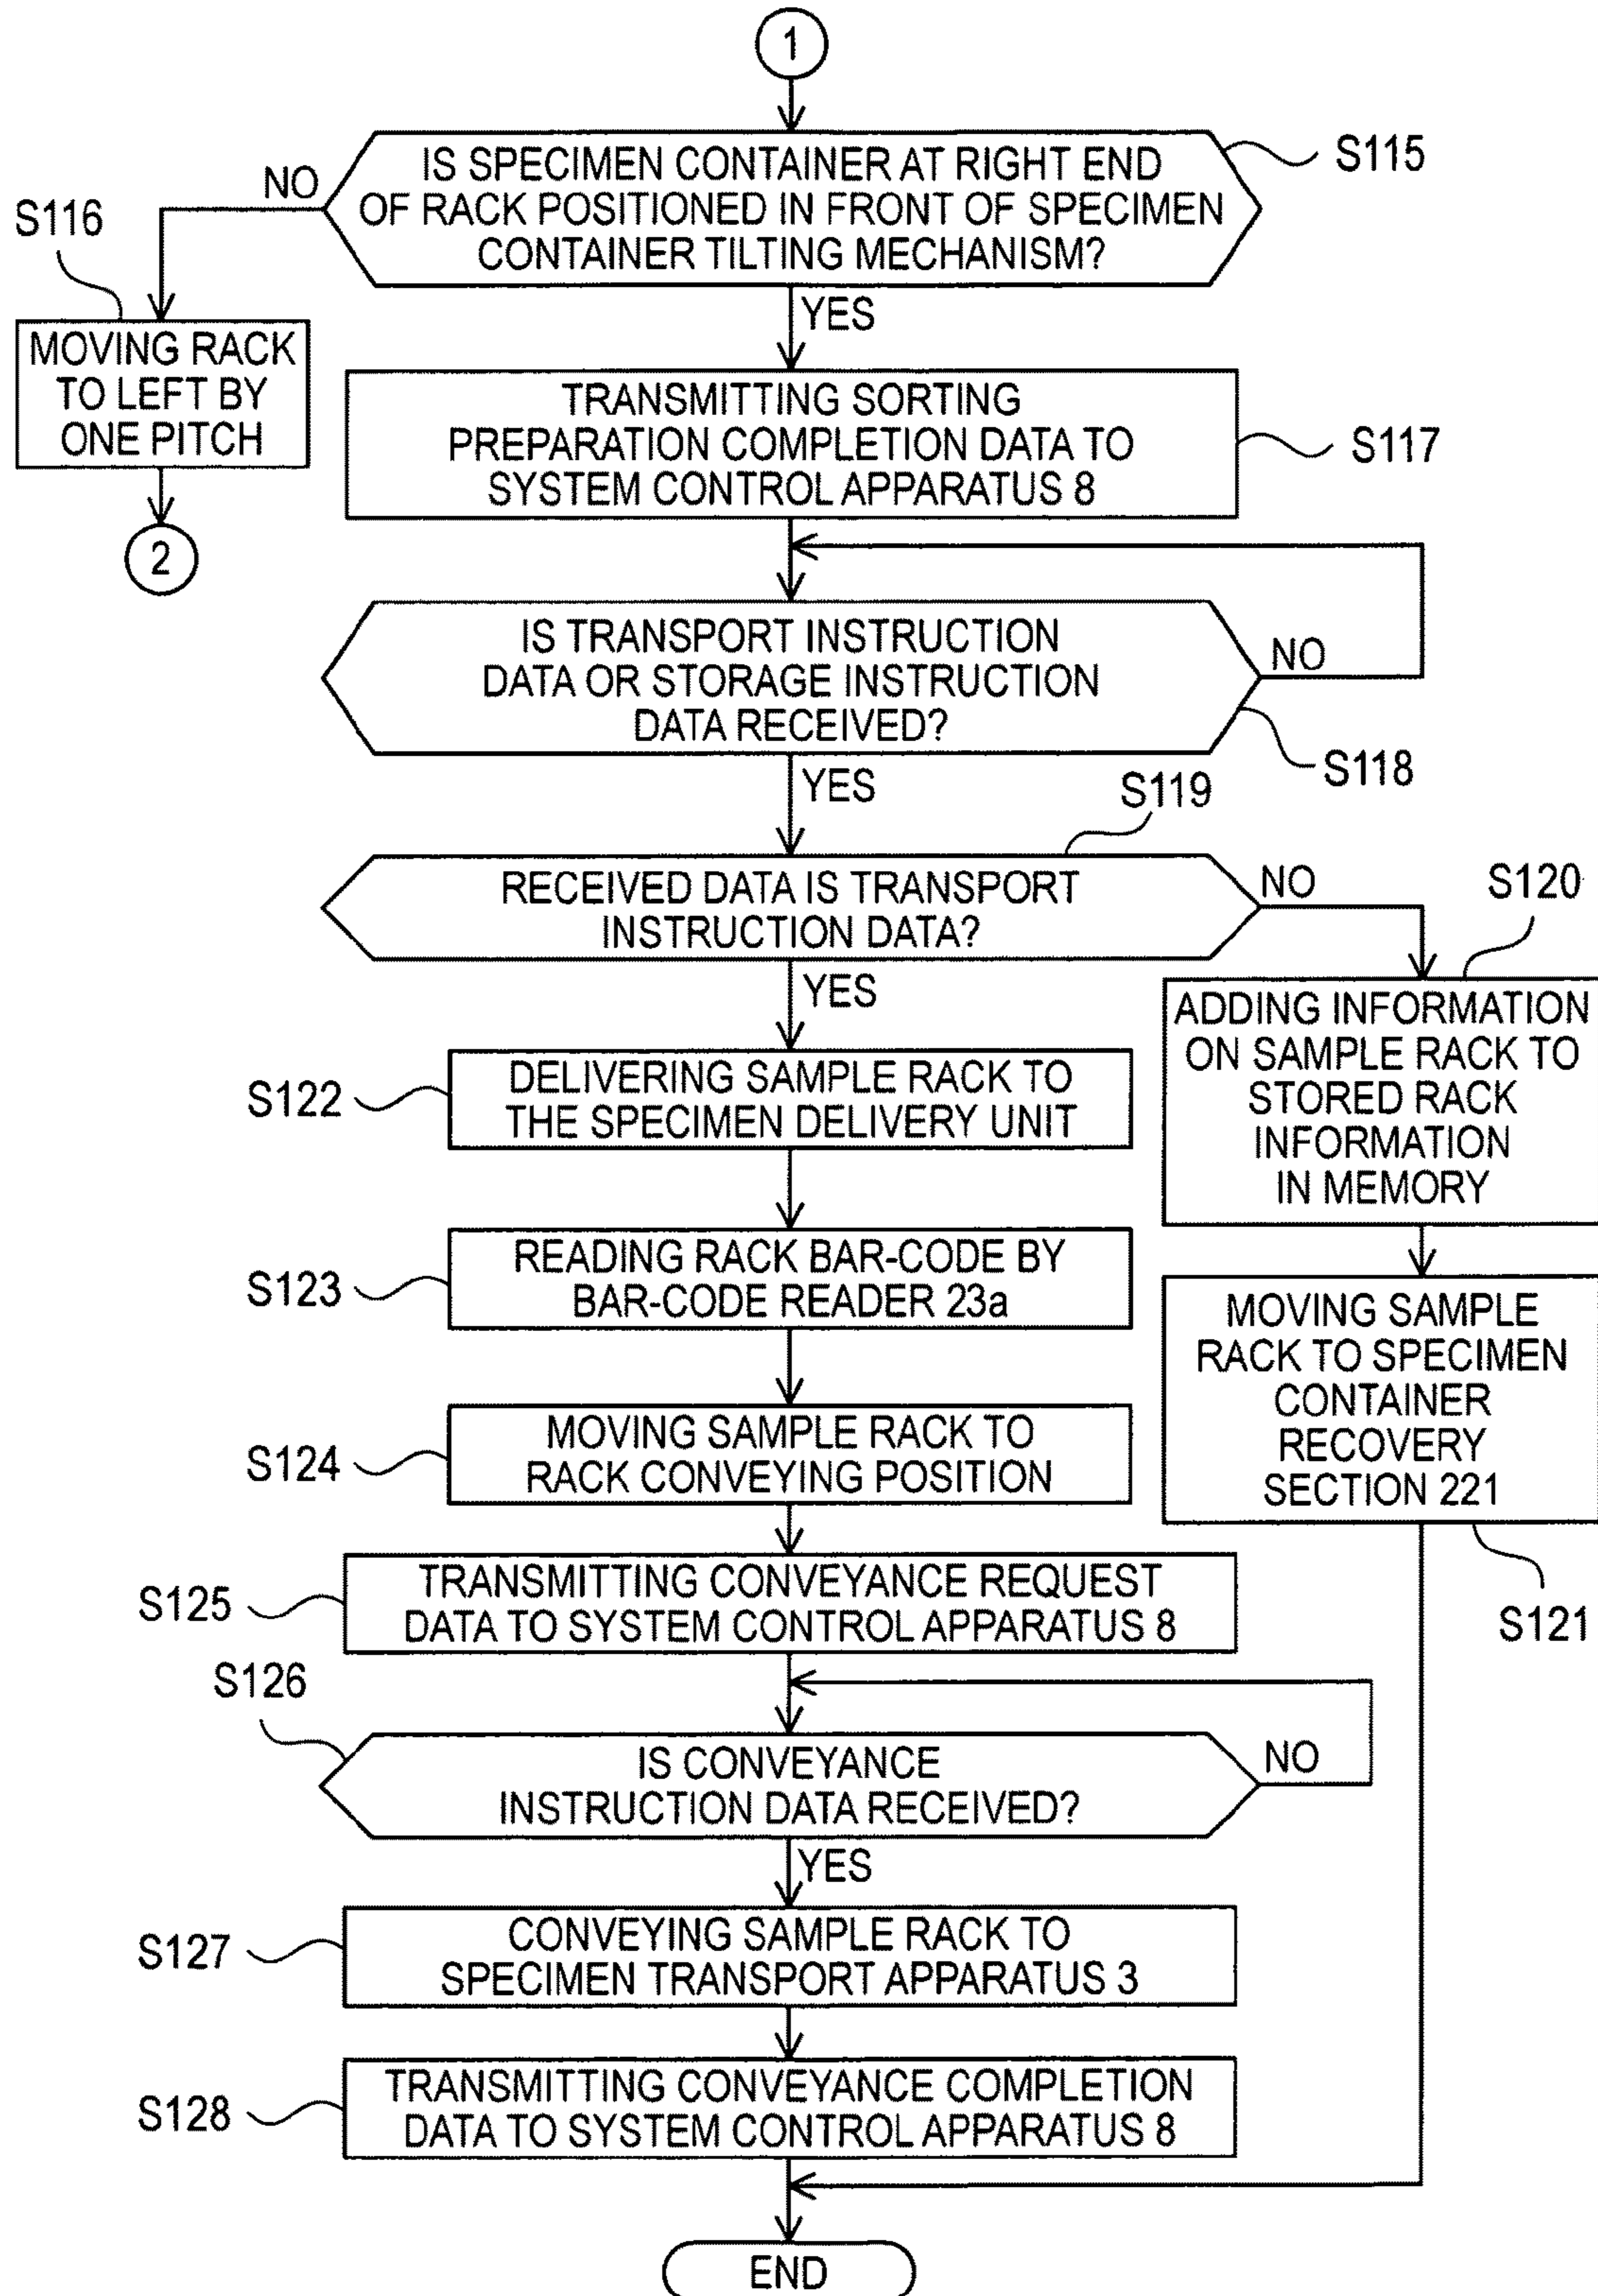 1
IS SPECIMEN CONTAINER AT RIGHT END
OF RACK POSITIONED IN FRONT OF SPECIMEN
CONTAINER TILTING MECHANISM?
S115
NO
S116
YES
MOVING RACK
TO LEFT BY
ONE PITCH
2
TRANSMITTING SORTING
PREPARATION COMPLETION DATA TO
SYSTEM CONTROL APPARATUS 8
S117
IS TRANSPORT INSTRUCTION
DATA OR STORAGE INSTRUCTION
DATA RECEIVED?
NO
S118
YES
S119
RECEIVED DATA IS TRANSPORT
INSTRUCTION DATA?
NO
S120
YES
ADDING INFORMATION
ON SAMPLE RACK TO
STORED RACK
INFORMATION
IN MEMORY
S122
DELIVERING SAMPLE RACK TO
THE SPECIMEN DELIVERY UNIT
S123
READING RACK BAR-CODE BY
BAR-CODE READER 23a
MOVING SAMPLE
RACK TO SPECIMEN
CONTAINER
RECOVERY
SECTION 221
S121
S124
MOVING SAMPLE RACK TO
RACK CONVEYING POSITION
S125
TRANSMITTING CONVEYANCE REQUEST
DATA TO SYSTEM CONTROL APPARATUS 8
S126
IS CONVEYANCE
INSTRUCTION DATA RECEIVED?
NO
YES
S127
CONVEYING SAMPLE RACK TO
SPECIMEN TRANSPORT APPARATUS 3
S128
TRANSMITTING CONVEYANCE COMPLETION
DATA TO SYSTEM CONTROL APPARATUS 8
END